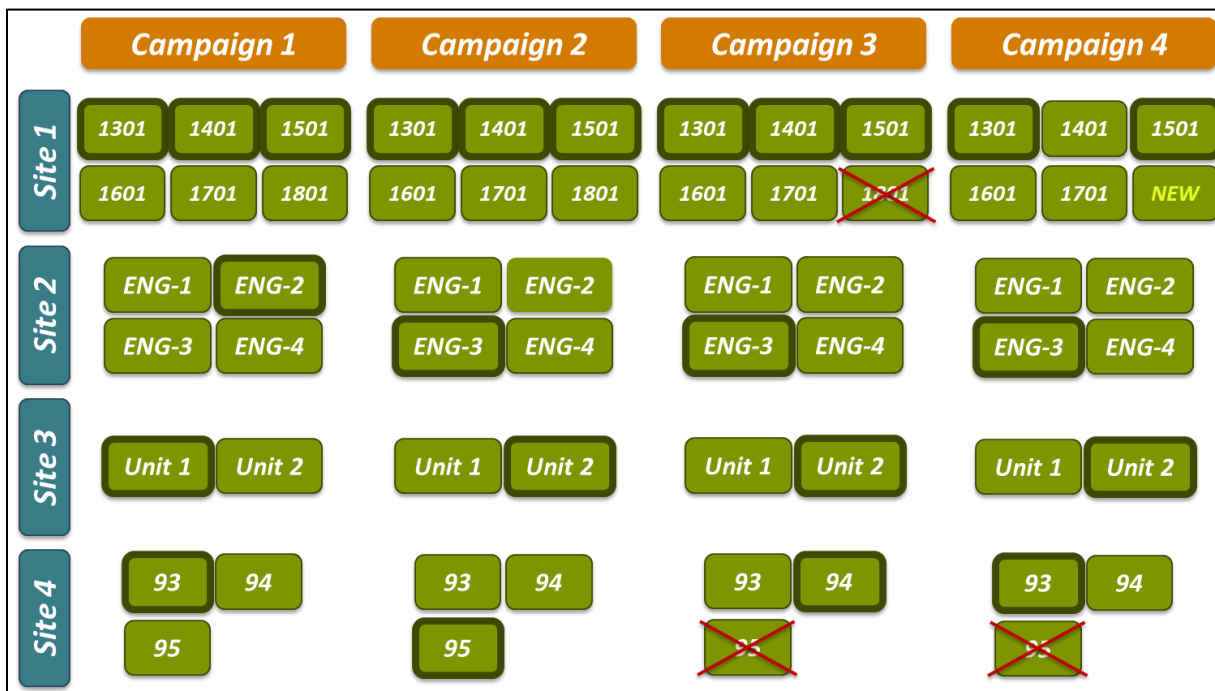 Campaign 1 Campaign 2 Campaign 3 Campaign 4
Site 1
1301 1401 1501 1301 1401 1501 1301 1401 1501 1301 1401 1501
1601 1701 1801 1601 1701 1801 1601 1701 1801 1601 1701 NEW
Site 2
ENG-1 ENG-2 ENG-1 ENG-2 ENG-1 ENG-2 ENG-1 ENG-2
ENG-3 ENG-4 ENG-3 ENG-4 ENG-3 ENG-4 ENG-3 ENG-4
Site 3
Unit 1 Unit 2 Unit 1 Unit 2 Unit 1 Unit 2 Unit 1 Unit 2
Site 4
93 94 93 94 93 94 93 94
95 95 95 95